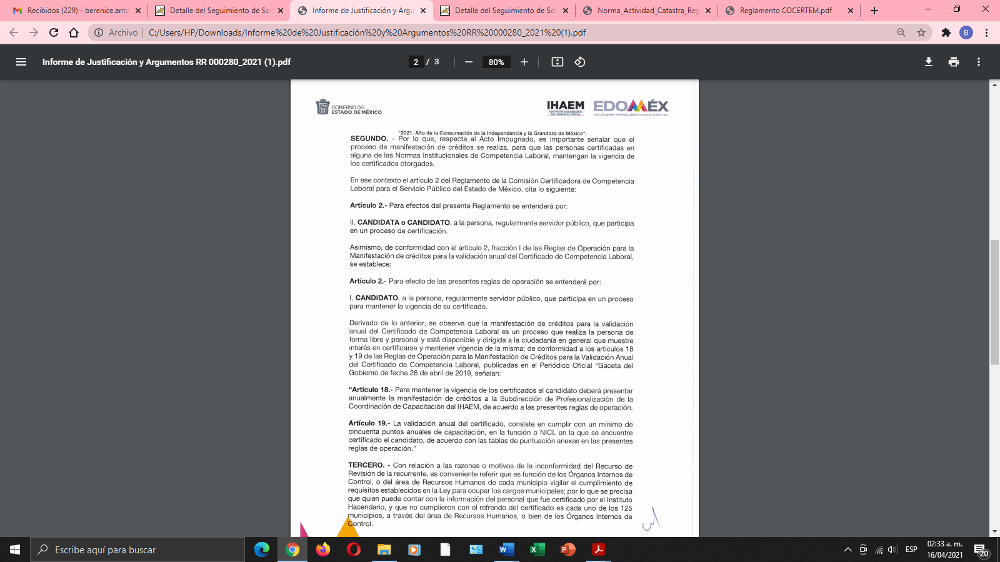 Recibidos (229) - berenice.anto
Detalle del Seguimiento de Sol
Informe de Justificación y Argu
Detalle del Seguimiento de Sol
Norma_Actividad_Catastra_Reg
Reglamento COCERTEM.pdf
Archivo
C:/Users/HP/Downloads/Informe%20de%20Justificación%20y%20Argumentos%20RR%20000280_2021%20(1).pdf
B
Informe de Justificación y Argumentos RR 000280_2021 (1).pdf
2 / 3
80%
GOBIERNO DEL
ESTADO DE MÉXICO
IHAEM
INSTITUTO HACENDARIO
DEL ESTADO DE MÉXICO
EDOMÉX
DECISIONES FIRMES, RESULTADOS FUERTES.
"2021. Año de la Consumación de la Independencia y la Grandeza de México".
SEGUNDO. - Por lo que, respecta al Acto Impugnado, es importante señalar que el
proceso de manifestación de créditos se realiza, para que las personas certificadas en
alguna de las Normas Institucionales de Competencia Laboral, mantengan la vigencia de
los certificados otorgados.
En ese contexto el artículo 2 del Reglamento de la Comisión Certificadora de Competencia
Laboral para el Servicio Público del Estado de México, cita lo siguiente:
Artículo 2.- Para efectos del presente Reglamento se entenderá por:
II. CANDIDATA o CANDIDATO, a la persona, regularmente servidor público, que participa
en un proceso de certificación.
Asimismo, de conformidad con el artículo 2, fracción I de las Reglas de Operación para la
Manifestación de créditos para la validación anual del Certificado de Competencia Laboral,
se establece:
Artículo 2.- Para efecto de las presentes reglas de operación se entenderá por:
I. CANDIDATO, a la persona, regularmente servidor público, que participa en un proceso
para mantener la vigencia de su certificado.
Derivado de lo anterior, se observa que la manifestación de créditos para la validación
anual del Certificado de Competencia Laboral es un proceso que realiza la persona de
forma libre y personal y está disponible y dirigida a la ciudadanía en general que muestre
interés en certificarse y mantener vigencia de la misma; de conformidad a los artículos 18
y 19 de las Reglas de Operación para la Manifestación de Créditos para la Validación Anual
del Certificado de Competencia Laboral, publicadas en el Periódico Oficial "Gaceta del
Gobierno de fecha 26 de abril de 2019, señalan:
"Artículo 18.- Para mantener la vigencia de los certificados el candidato deberá presentar
anualmente la manifestación de créditos a la Subdirección de Profesionalización de la
Coordinación de Capacitación del IHAEM, de acuerdo a las presentes reglas de operación.
Artículo 19.- La validación anual del certificado, consiste en cumplir con un mínimo de
cincuenta puntos anuales de capacitación, en la función o NICL en la que se encuentre
certificado el candidato, de acuerdo con las tablas de puntuación anexas en las presentes
reglas de operación."
TERCERO. - Con relación a las razones o motivos de la inconformidad del Recurso de
Revisión de la recurrente, es conveniente referir que es función de los Órganos Internos de
Control, o del área de Recursos Humanos de cada municipio vigilar el cumplimiento de
requisitos establecidos en la Ley para ocupar los cargos municipales; por lo que se precisa
que quien puede contar con la información del personal que fue certificado por el Instituto
Hacendario, y que no cumplieron con el refrendo del certificado es cada uno de los 125
municipios, a través del área de Recursos Humanos, o bien de los Órganos Internos de
Control.
Escribe aquí para buscar
ESP
02:33 a. m.
16/04/2021
20